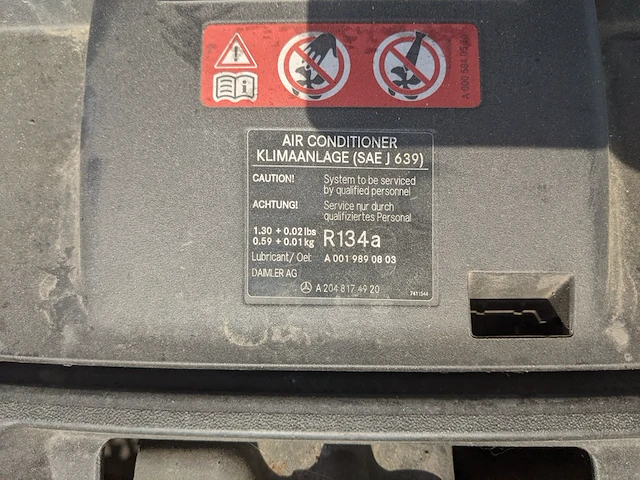 AIR CONDITIONER
KLIMAANLAGE (SAE J 639)
CAUTION! System to be serviced
by qualified personnel
ACHTUNG! Service nur durch
qualifiziertes Personal
1.30 + 0.02 lbs
0.59 + 0.01 kg R134a
Lubricant / Oel: A 001 989 08 03
DAIMLER AG
A 204 817 49 20